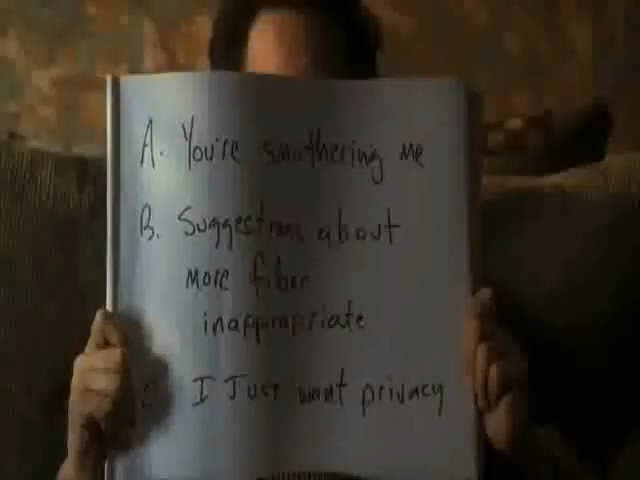 A. You're smothering me
B. Suggestions about
more fiber
inappropriate
C. I Just want privacy